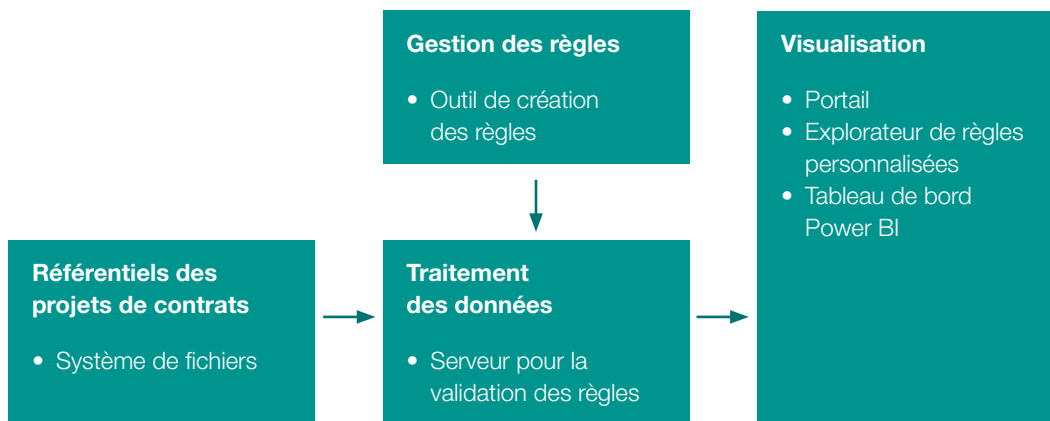 Gestion des règles
• Outil de création
des règles
Visualisation
• Portail
• Explorateur de règles
personnalisées
• Tableau de bord
Power BI
Référentiels des
projets de contrats
• Système de fichiers
Traitement
des données
• Serveur pour la
validation des règles